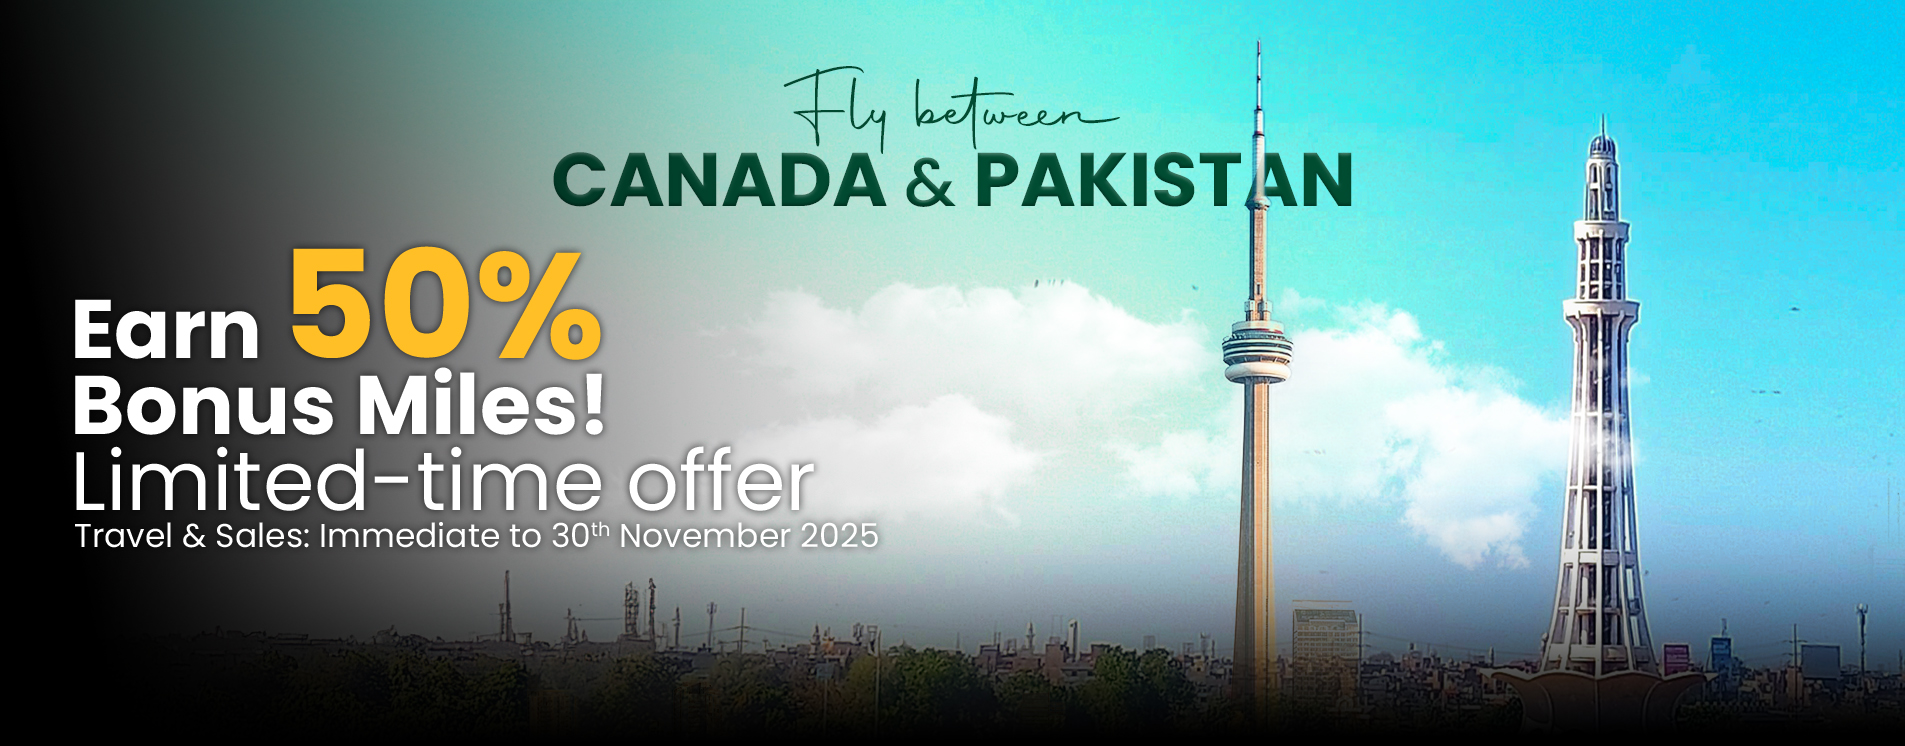 Fly between
CANADA & PAKISTAN
Earn 50%
Bonus Miles!
Limited-time offer
Travel & Sales: Immediate to 30th November 2025